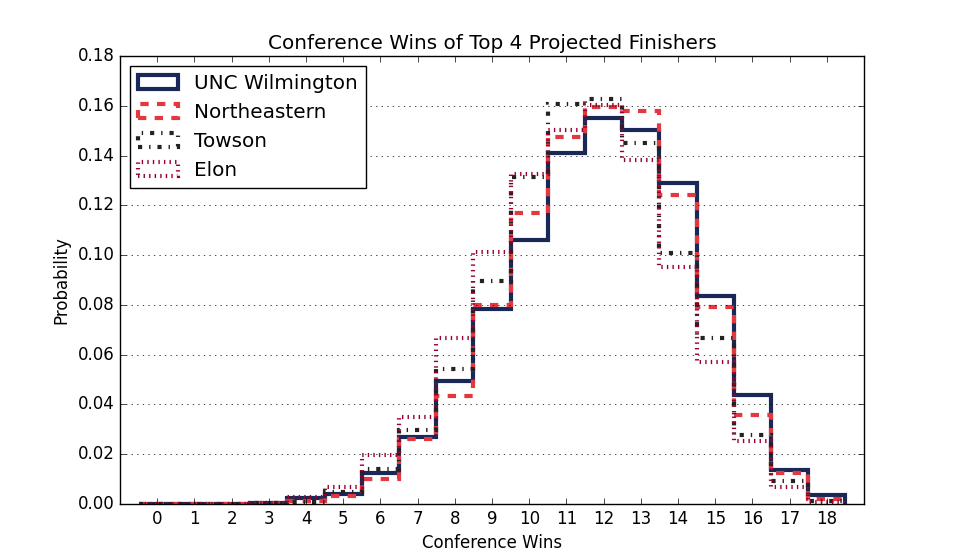 Conference Wins of Top 4 Projected Finishers
0.18
0.16
0.14
0.12
0.10
0.08
0.06
0.04
0.02
0.00
Probability
UNC Wilmington
Northeastern
Towson
Elon
0 1 2 3 4 5 6 7 8 9 10 11 12 13 14 15 16 17 18
Conference Wins